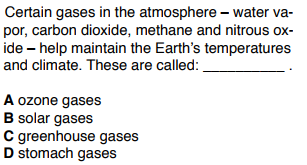 Certain gases in the atmosphere – water va-
por, carbon dioxide, methane and nitrous ox-
ide – help maintain the Earth's temperatures
and climate. These are called: __________ .
A ozone gases
B solar gases
C greenhouse gases
D stomach gases